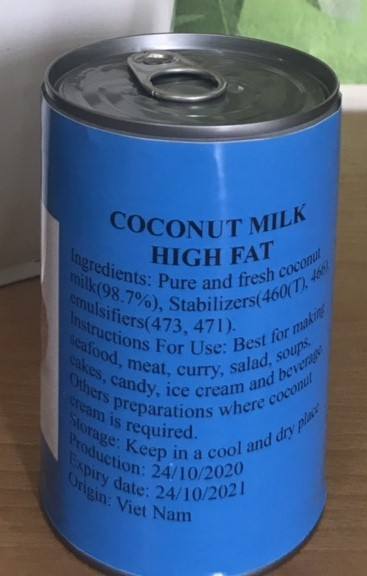 COCONUT MILK
HIGH FAT
Ingredients: Pure and fresh coconut
milk(98.7%), Stabilizers(460(T), 466),
emulsifiers(473, 471).
Instructions For Use: Best for making
seafood, meat, curry, salad, soups,
cakes, candy, ice cream and beverage
Others preparations where coconut
cream is required.
Storage: Keep in a cool and dry place
Production: 24/10/2020
Expiry date: 24/10/2021
Origin: Viet Nam